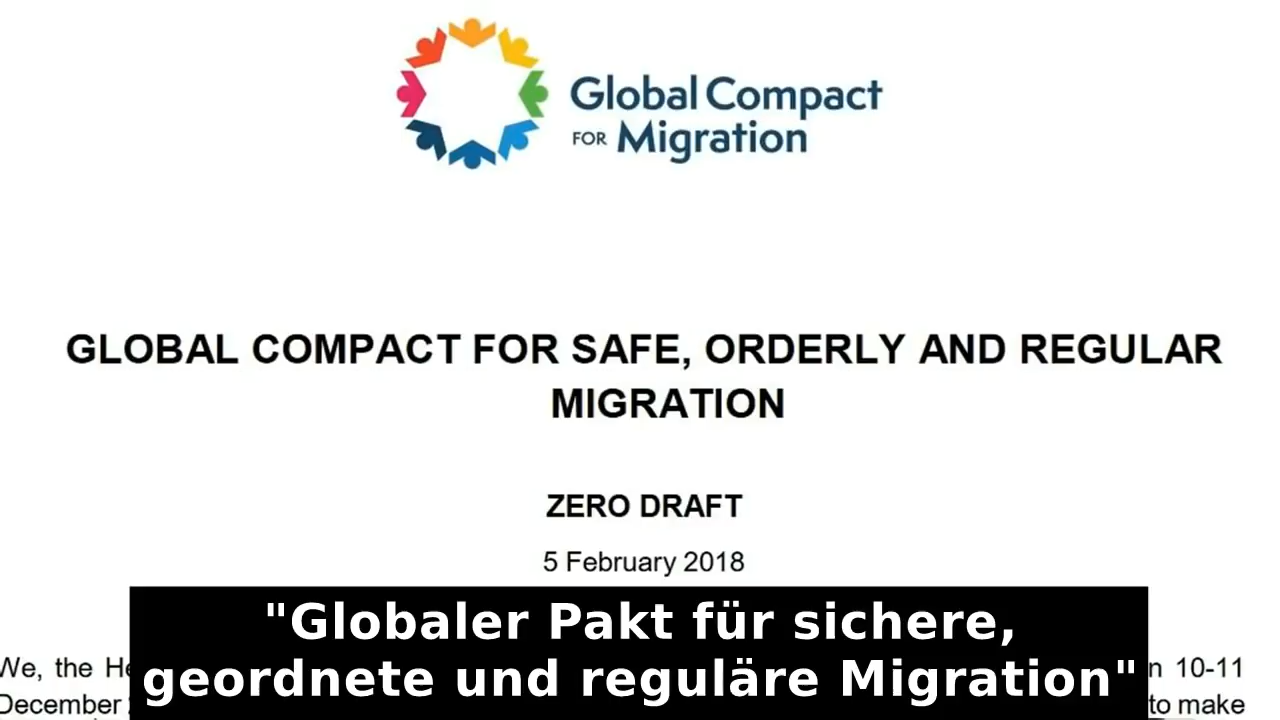 Global Compact
FOR Migration
GLOBAL COMPACT FOR SAFE, ORDERLY AND REGULAR
MIGRATION
ZERO DRAFT
5 February 2018
"Globaler Pakt für sichere,
geordnete und reguläre Migration"
We, the
10-11
December
to make